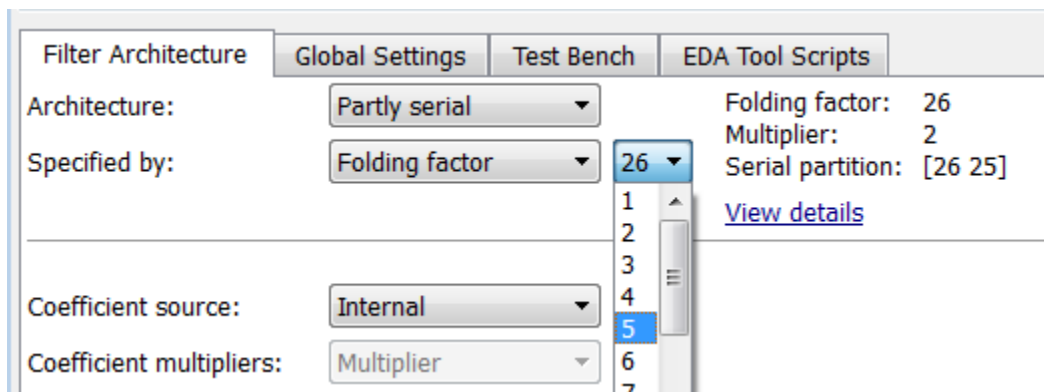 Filter Architecture Global Settings Test Bench EDA Tool Scripts
Architecture: Partly serial Folding factor: 26
Multiplier: 2
Specified by: Folding factor 26 Serial partition: [26 25]
1
View details
2
3
Coefficient source: Internal 4
5
Coefficient multipliers: Multiplier 6
7